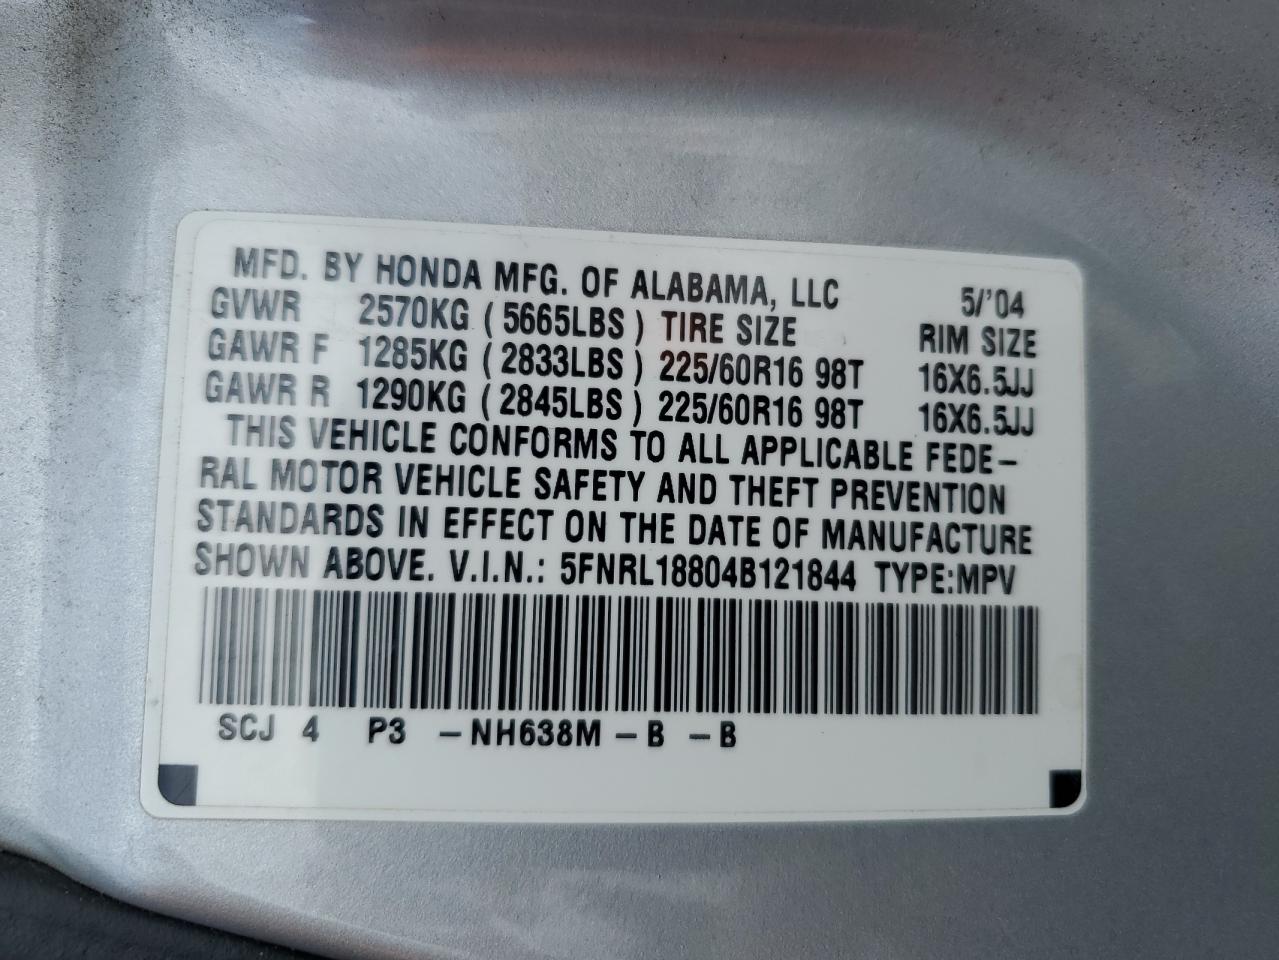 MFD. BY HONDA MFG. OF ALABAMA, LLC 5/'04
GVWR 2570KG (5665LBS) TIRE SIZE RIM SIZE
GAWR F 1285KG (2833LBS) 225/60R16 98T 16X6.5JJ
GAWR R 1290KG (2845LBS) 225/60R16 98T 16X6.5JJ
THIS VEHICLE CONFORMS TO ALL APPLICABLE FEDE-
RAL MOTOR VEHICLE SAFETY AND THEFT PREVENTION
STANDARDS IN EFFECT ON THE DATE OF MANUFACTURE
SHOWN ABOVE. V.I.N.: 5FNRL18804B121844 TYPE:MPV
SCJ 4 P3 -NH638M-B -B